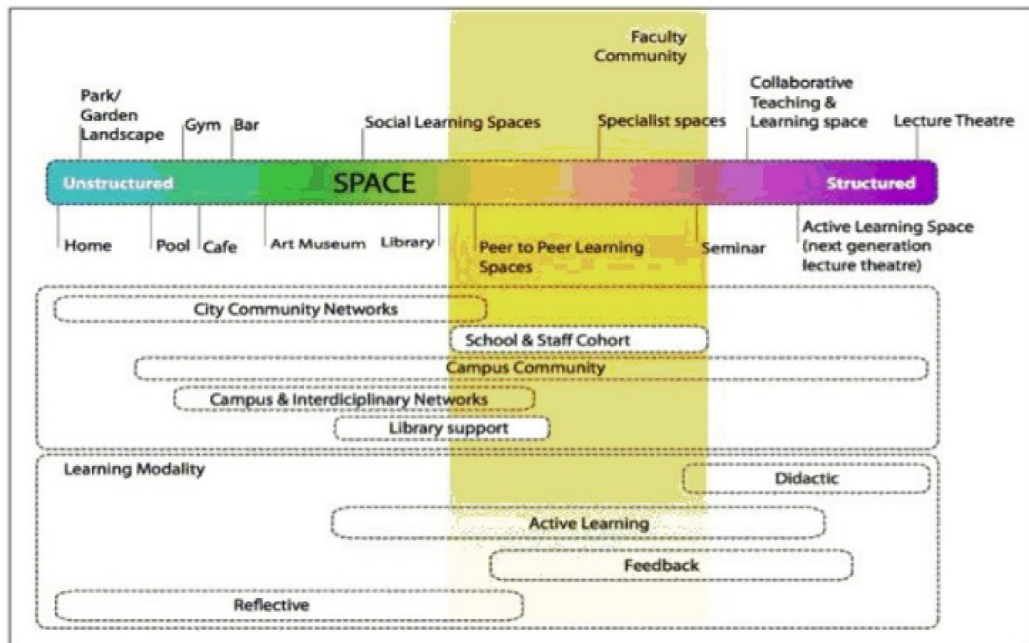 Faculty
Community
Park/
Garden
Landscape
Gym
Bar
Social Learning Spaces
Specialist spaces
Collaborative
Teaching &
Learning space
Lecture Theatre
Unstructured
SPACE
Structured
Home
Pool
Cafe
Art Museum
Library
Peer to Peer Learning
Spaces
Seminar
Active Learning Space
(next generation
lecture theatre)
City Community Networks
School & Staff Cohort
Campus Community
Campus & Interdiciplinary Networks
Library support
Learning Modality
Didactic
Active Learning
Feedback
Reflective